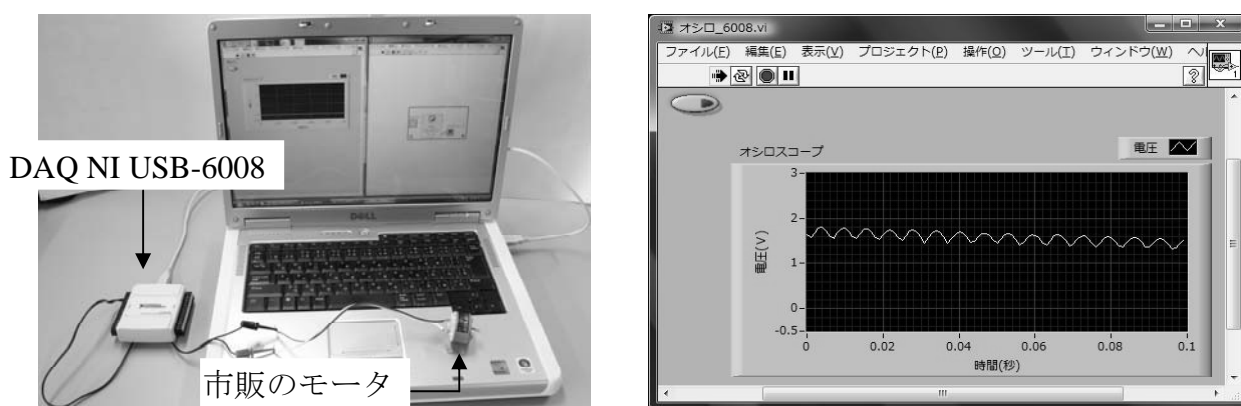 DAQ NI USB-6008
DELL
市販のモータ
オシロ_6008.vi
ファイル(F) 編集(E) 表示(V) プロジェクト(P) 操作(O) ツール(T) ウィンドウ(W)
オシロスコープ
電圧
電圧(V)
3
2
1
0
-0.5
0 0.02 0.04 0.06 0.08 0.1
時間(秒)